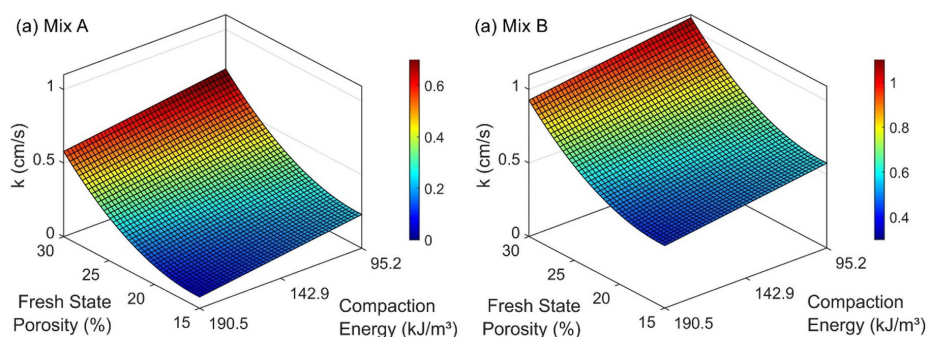 (a) Mix A
k (cm/s)
1
0.5
0
30
25
20
15
Fresh State
Porosity (%)
190.5
142.9
95.2
Compaction
Energy (kJ/m³)
0.6
0.4
0.2
0
(a) Mix B
k (cm/s)
1
0.5
0
30
25
20
15
Fresh State
Porosity (%)
190.5
142.9
95.2
Compaction
Energy (kJ/m³)
1
0.8
0.6
0.4